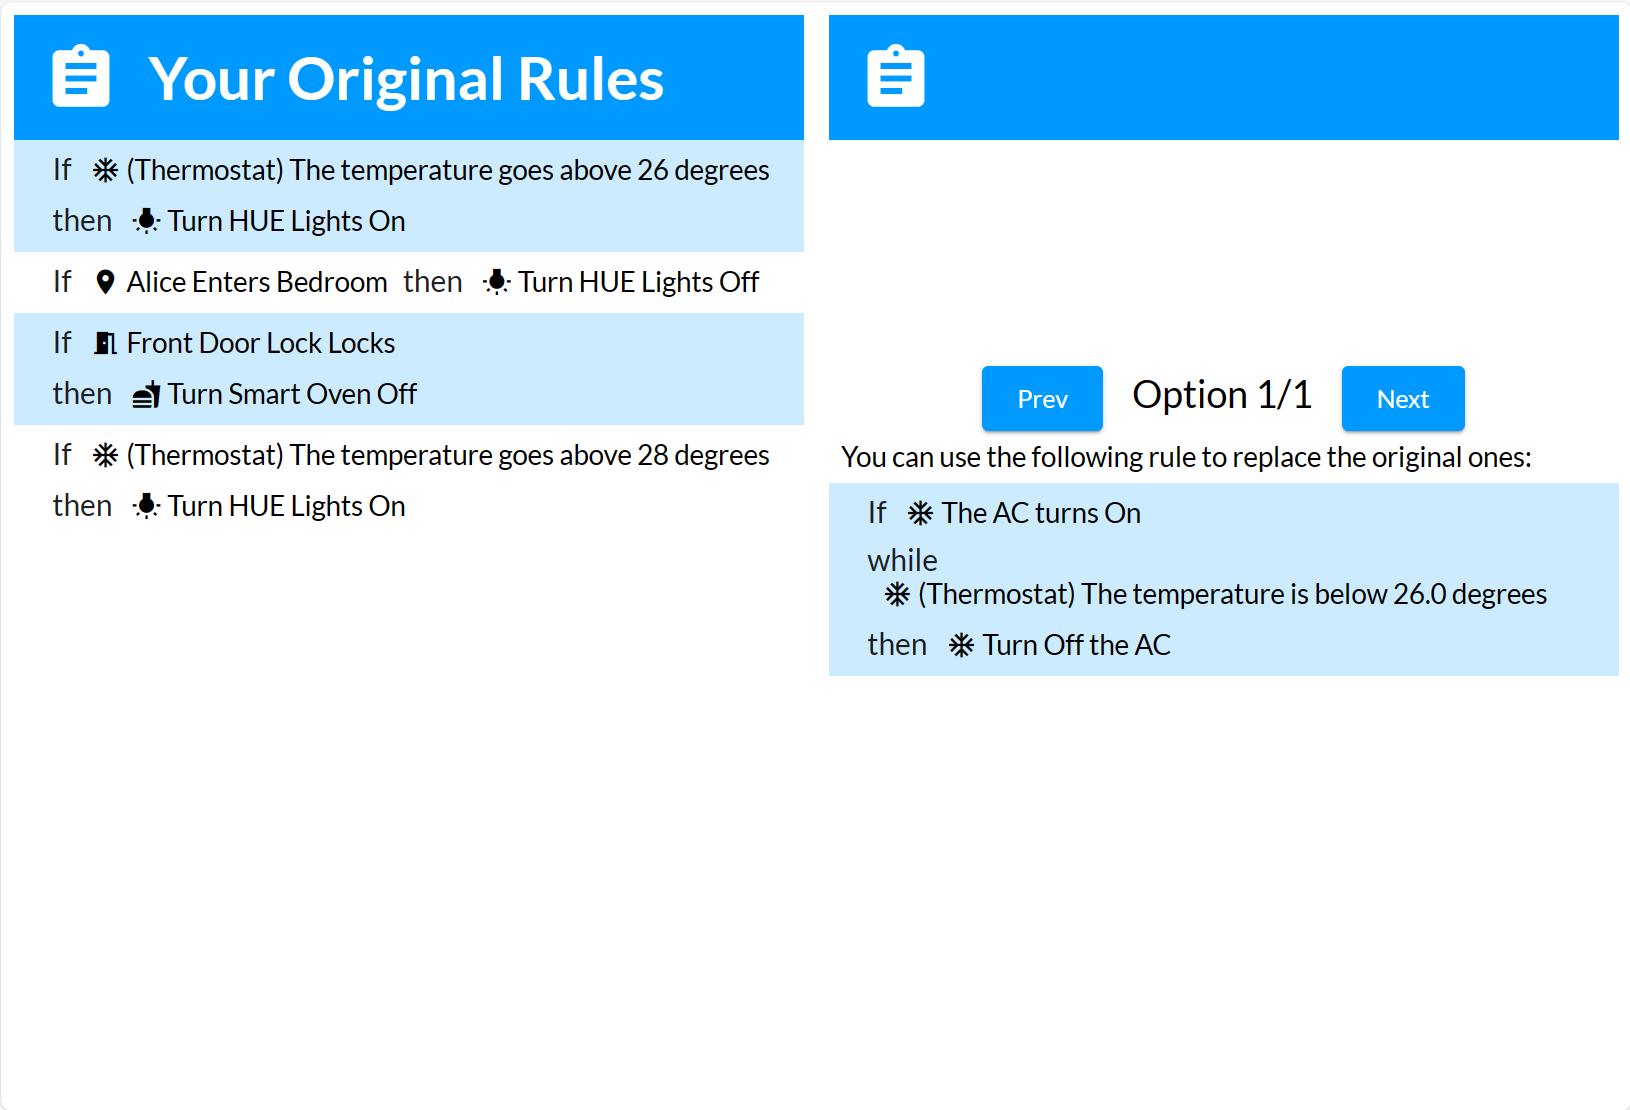 Your Original Rules
If (Thermostat) The temperature goes above 26 degrees
then Turn HUE Lights On
If Alice Enters Bedroom then Turn HUE Lights Off
If Front Door Lock Locks
then Turn Smart Oven Off
If (Thermostat) The temperature goes above 28 degrees
then Turn HUE Lights On
Prev Option 1/1 Next
You can use the following rule to replace the original ones:
If The AC turns On
while
(Thermostat) The temperature is below 26.0 degrees
then Turn Off the AC